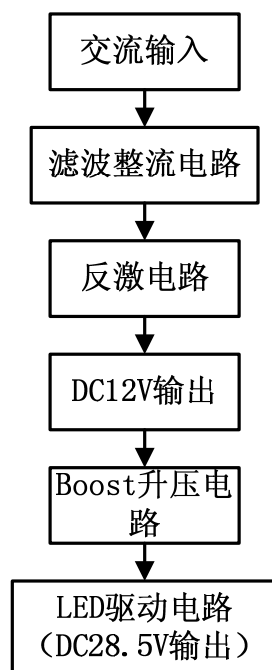 交流输入
滤波整流电路
反激电路
DC12V输出
Boost升压电
路
LED驱动电路
（DC28.5V输出）